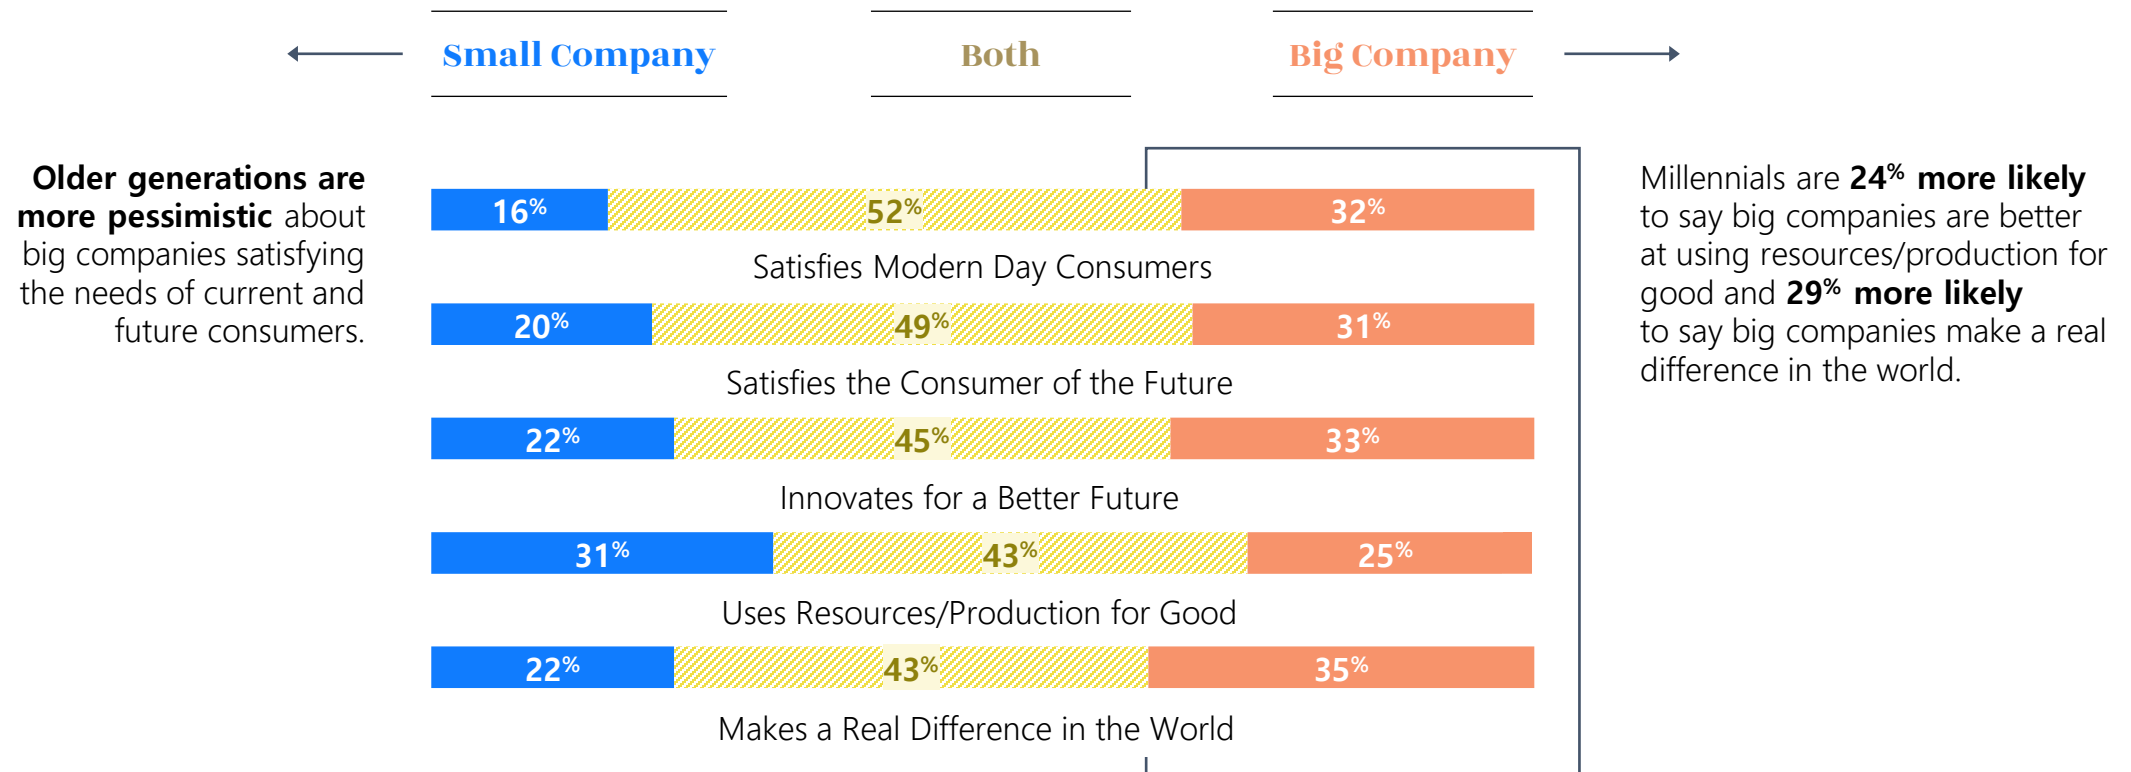 Small Company
Both
Big Company
Older generations are
more pessimistic about
big companies satisfying
the needs of current and
future consumers.
16% 52% 32%
Satisfies Modern Day Consumers
20% 49% 31%
Satisfies the Consumer of the Future
22% 45% 33%
Innovates for a Better Future
31% 43% 25%
Uses Resources/Production for Good
22% 43% 35%
Makes a Real Difference in the World
Millennials are 24% more likely
to say big companies are better
at using resources/production for
good and 29% more likely
to say big companies make a real
difference in the world.